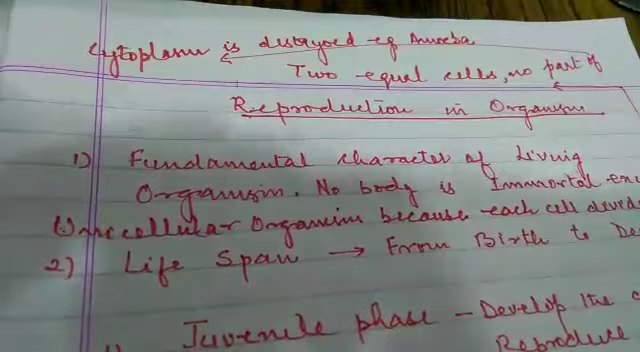 Cytoplasm is distroyed eg Amoeba
Two equal cells, no part of
Reproduction in Organism
1) Fundamental character of living
Organism. No body is Immortal
Unicellular Organism because each cell
2) Life Span → From Birth to
Juvenile phase - Develop the
Reproduce